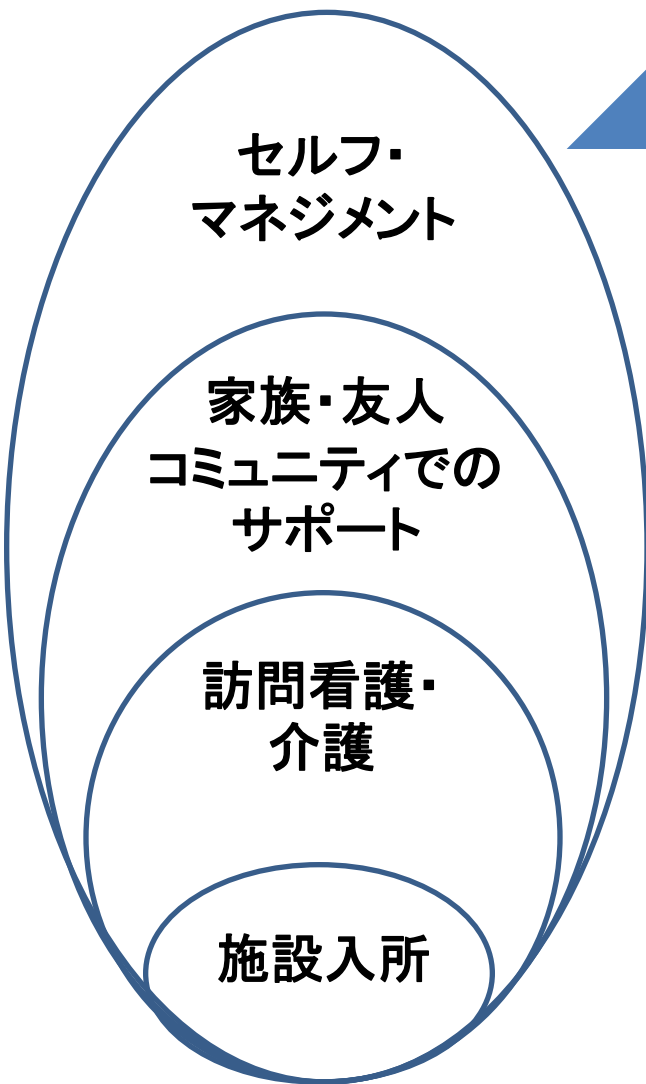 セルフ・
マネジメント
家族・友人
コミュニティでの
サポート
訪問看護・
介護
施設入所